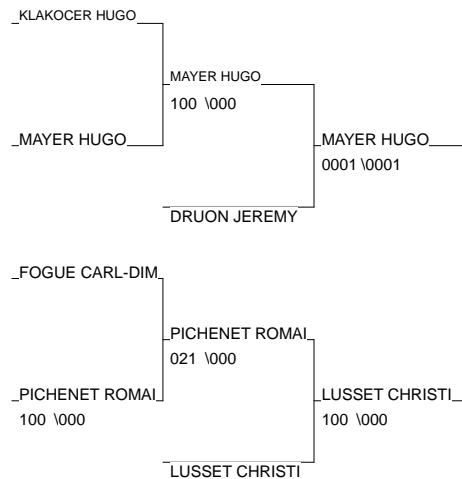 KLAKOCER HUGO
MAYER HUGO
100 \000
MAYER HUGO
MAYER HUGO
0001 \0001
DRUON JEREMY
FOGUE CARL-DIM
PICHENET ROMAI
021 \000
PICHENET ROMAI
100 \000
LUSSET CHRISTI
100 \000
LUSSET CHRISTI